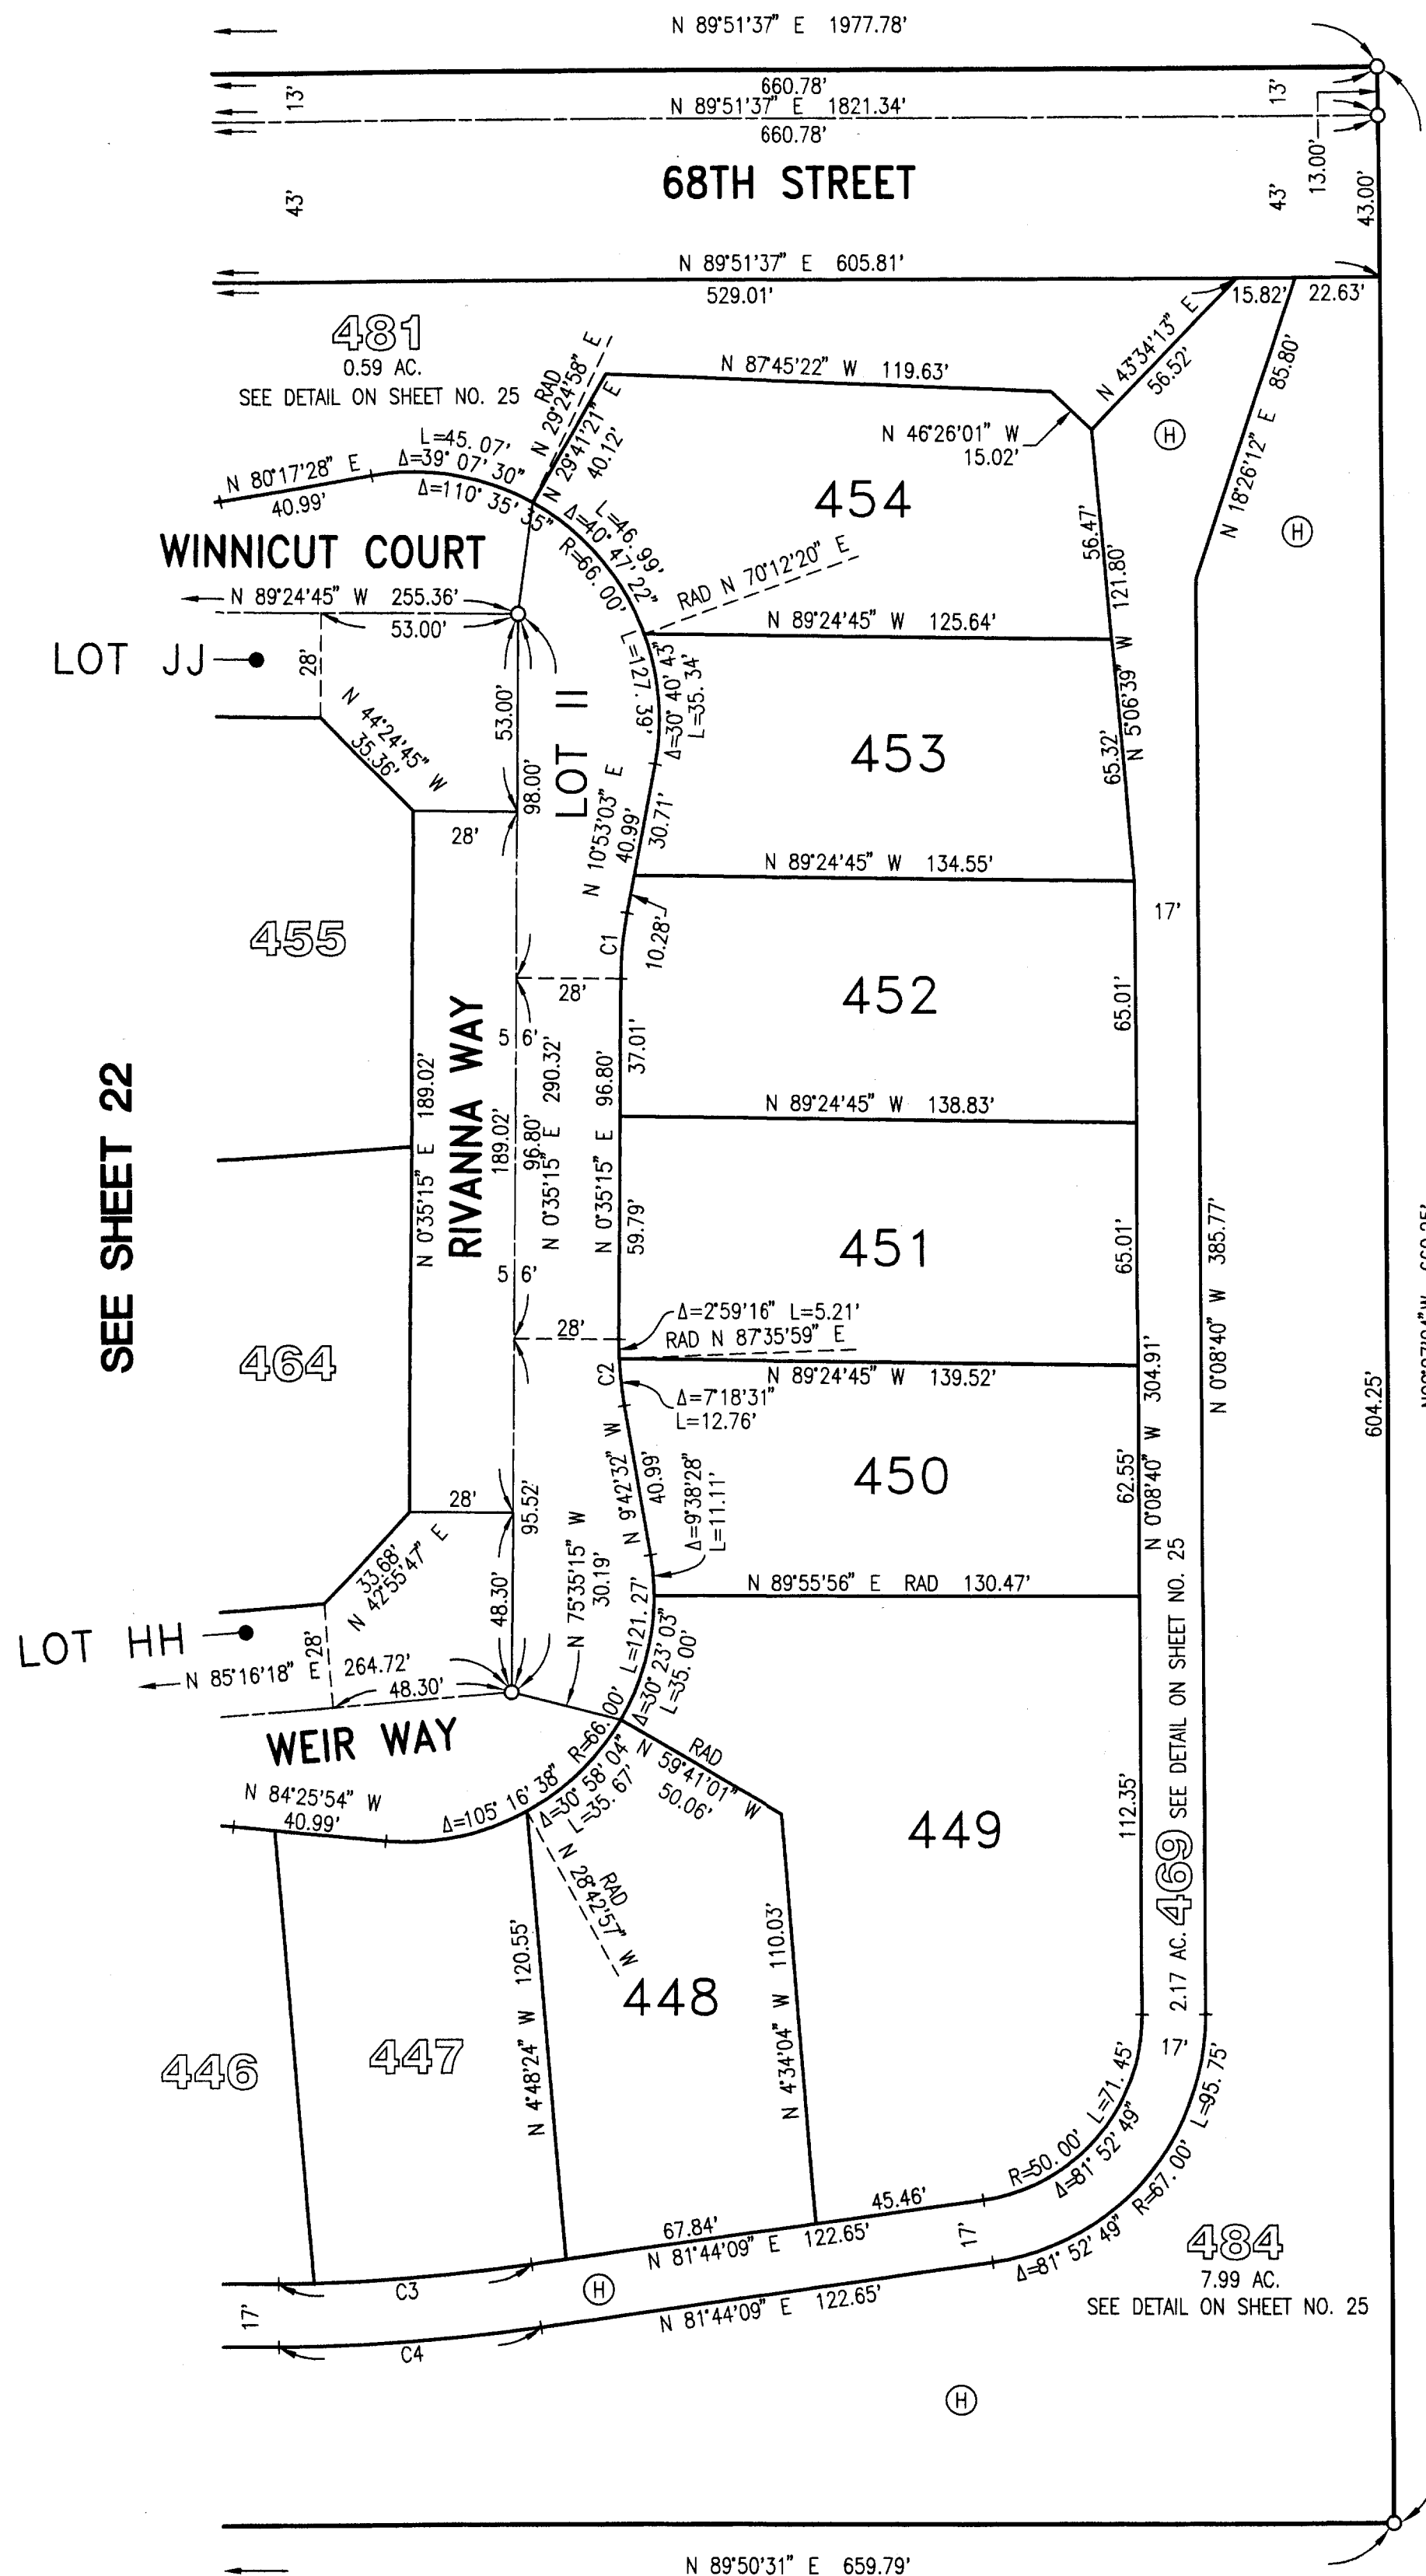 N 89°51'37" E 1977.78'
660.78'
N 89°51'37" E 1821.34'
660.78'
13'
13'
13.00'
68TH STREET
43'
43'
43.00'
N 89°51'37" E 605.81'
529.01'
15.82'
22.63'
481
0.59 AC.
SEE DETAIL ON SHEET NO. 25
RAD
N 29°24'58" E
N 29°41'21" E
40.12'
N 87°45'22" W 119.63'
N 43°34'13" E
56.52'
N 18°26'12" E 85.80'
N 46°26'01" W
15.02'
H
H
L=45.07'
Δ=39° 07' 30"
Δ=110° 35' 35"
N 80°17'28" E
40.99'
L=46.99'
Δ=40° 47' 22"
R=66.00'
454
56.47'
WINNICUT COURT
RAD N 70°12'20" E
N 89°24'45" W 255.36'
53.00'
N 89°24'45" W 125.64'
121.80'
N 5°06'39" W
LOT JJ
28'
N 44°24'45" W
35.36'
53.00'
98.00'
LOT II
L=127.39'
Δ=30° 40' 43"
L=35.34'
453
65.32'
28'
N 10°53'03" E
40.99'
30.71'
N 89°24'45" W 134.55'
17'
455
C1
10.28'
28'
452
65.01'
56'
37.01'
SEE SHEET 22
RIVANNA WAY
N 0°35'15" E 189.02'
189.02'
96.80'
N 0°35'15" E 290.32'
N 0°35'15" E 96.80'
N 89°24'45" W 138.83'
59.79'
451
65.01'
56'
N 0°08'40" W 385.77'
604.25'
28'
Δ=2°59'16" L=5.21'
RAD N 87°35'59" E
N 89°24'45" W 139.52'
464
C2
Δ=7°18'31"
L=12.76'
N 0°08'40" W 304.91'
450
62.55'
N 9°42'32" W
40.99'
Δ=9°38'28"
L=11.11'
28'
95.52'
N 75°35'15" W
30.19'
33.68'
N 42°55'47" E
48.30'
N 89°55'56" E RAD 130.47'
LOT HH
28'
N 85°16'18" E 264.72'
48.30'
L=121.27'
Δ=30° 23' 03"
L=35.00'
WEIR WAY
R=66.00'
Δ=105° 16' 38"
Δ=30° 58' 04"
L=35.67'
RAD
N 59°41'01" W
50.06'
N 84°25'54" W
40.99'
449
112.35'
2.17 AC. 469 SEE DETAIL ON SHEET NO. 25
RAD
N 28°42'57" W
N 4°48'24" W 120.55'
448
N 4°34'04" W 110.03'
446
447
17'
R=50.00' L=71.45'
Δ=81° 52' 49"
R=67.00' L=95.75'
Δ=81° 52' 49"
45.46'
67.84'
N 81°44'09" E 122.65'
17'
C3
H
17'
N 81°44'09" E 122.65'
C4
484
7.99 AC.
SEE DETAIL ON SHEET NO. 25
H
N 89°50'31" E 659.79'